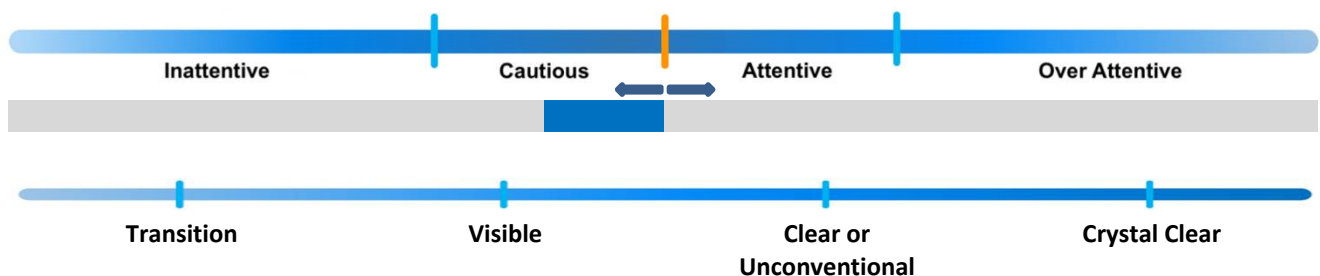 Inattentive Cautious Attentive Over Attentive
Transition Visible Clear or Crystal Clear
Unconventional